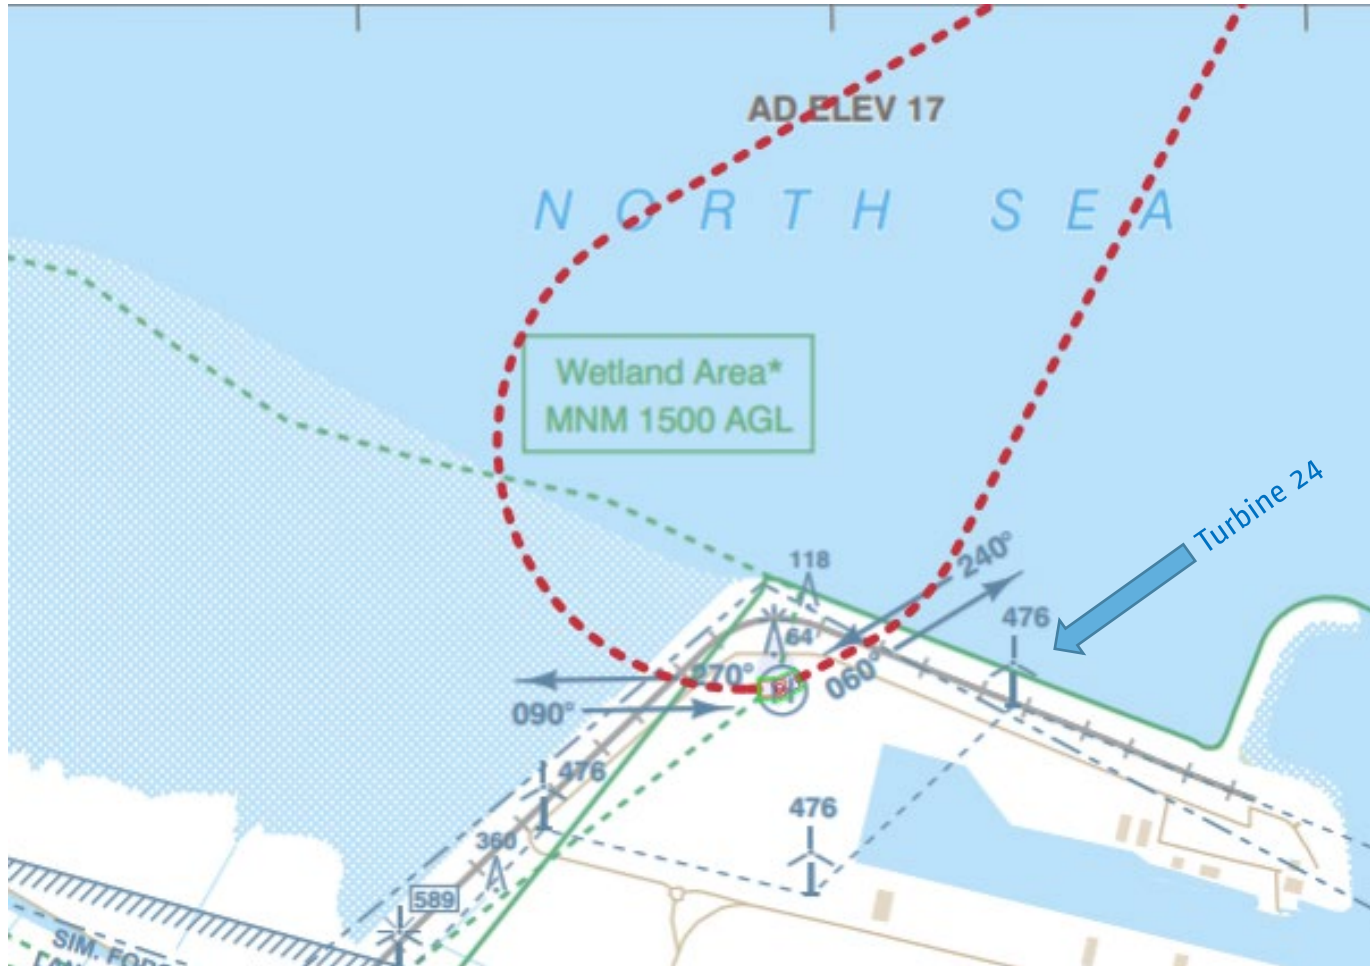 AD ELEV 17
NORTH SEA
Wetland Area*
MNM 1500 AGL
Turbine 24
240°
118
476
64
270°
060°
090°
476
476
360
589